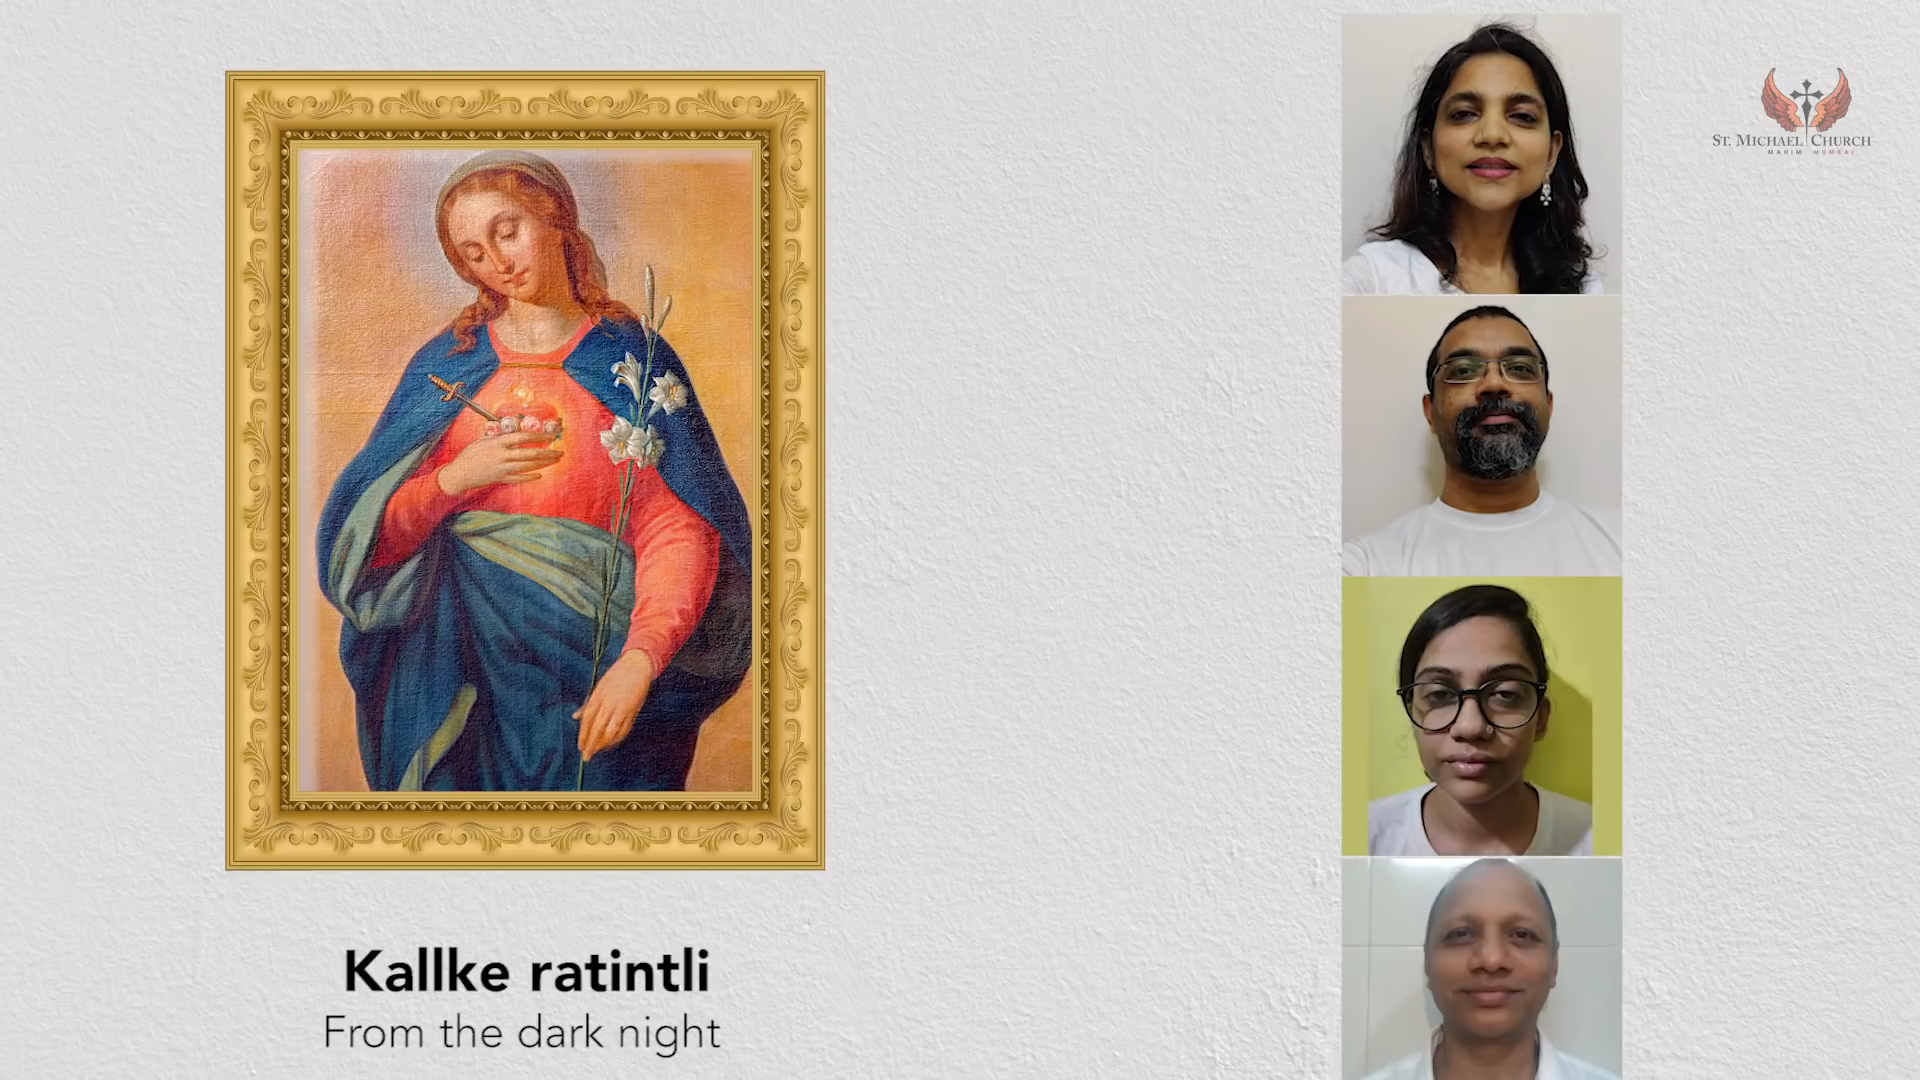 ST. MICHAEL CHURCH
MAHIM MUMBAI
Kallke ratintli
From the dark night